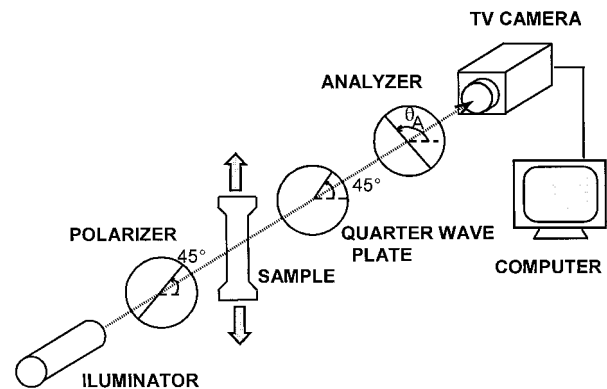 TV CAMERA
ANALYZER
θA
45°
QUARTER WAVE
PLATE
COMPUTER
POLARIZER
45°
SAMPLE
ILUMINATOR